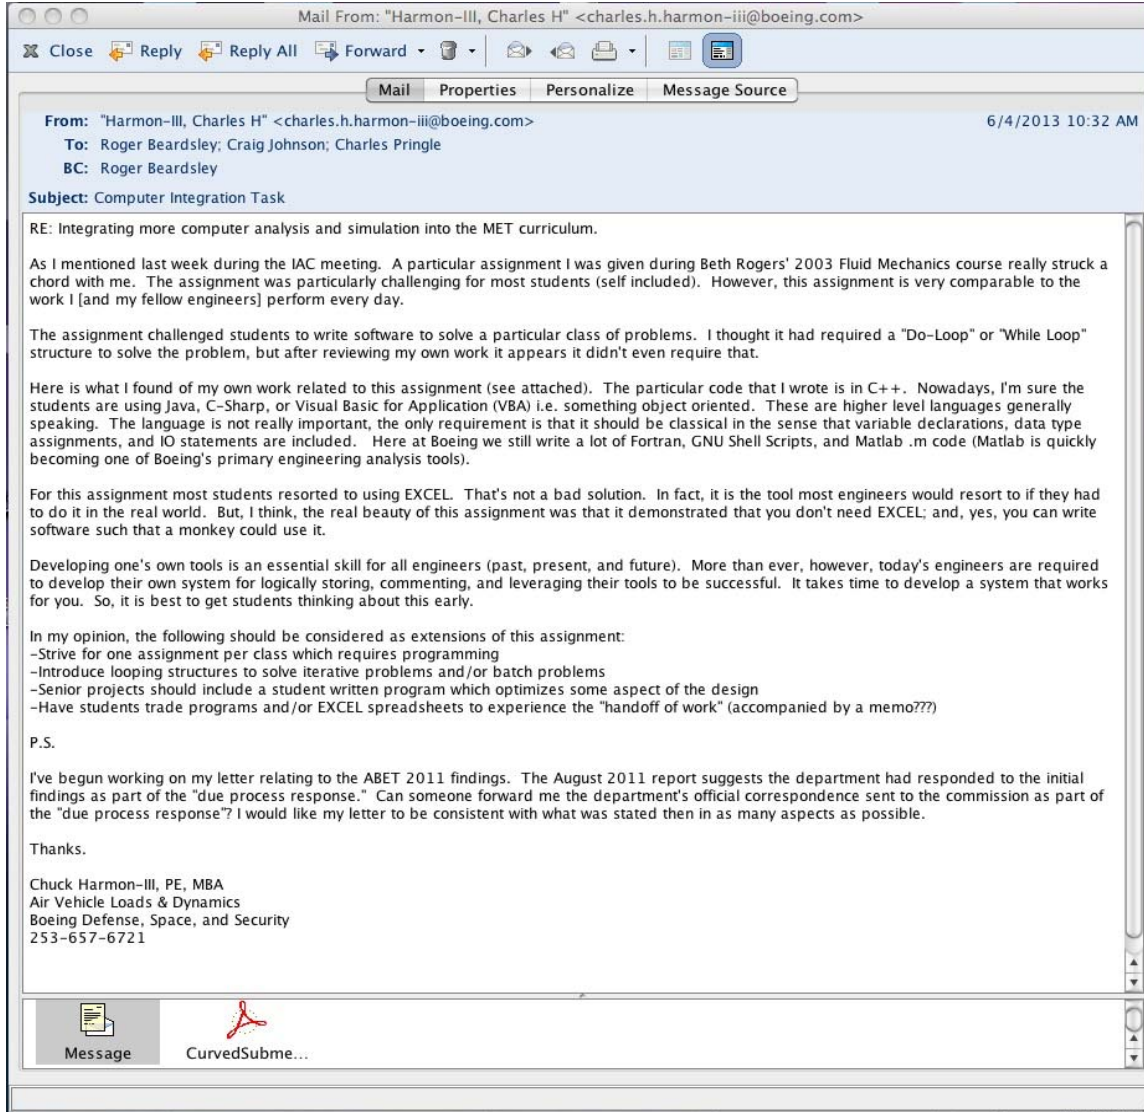 Mail From: "Harmon-III, Charles H" <charles.h.harmon-iii@boeing.com>
Close Reply Reply All Forward
Mail Properties Personalize Message Source
From: "Harmon-III, Charles H" <charles.h.harmon-iii@boeing.com> 6/4/2013 10:32 AM
To: Roger Beardsley; Craig Johnson; Charles Pringle
BC: Roger Beardsley
Subject: Computer Integration Task
RE: Integrating more computer analysis and simulation into the MET curriculum.
As I mentioned last week during the IAC meeting. A particular assignment I was given during Beth Rogers' 2003 Fluid Mechanics course really struck a
chord with me. The assignment was particularly challenging for most students (self included). However, this assignment is very comparable to the
work I [and my fellow engineers] perform every day.
The assignment challenged students to write software to solve a particular class of problems. I thought it had required a "Do-Loop" or "While Loop"
structure to solve the problem, but after reviewing my own work it appears it didn't even require that.
Here is what I found of my own work related to this assignment (see attached). The particular code that I wrote is in C++. Nowadays, I'm sure the
students are using Java, C-Sharp, or Visual Basic for Application (VBA) i.e. something object oriented. These are higher level languages generally
speaking. The language is not really important, the only requirement is that it should be classical in the sense that variable declarations, data type
assignments, and IO statements are included. Here at Boeing we still write a lot of Fortran, GNU Shell Scripts, and Matlab .m code (Matlab is quickly
becoming one of Boeing's primary engineering analysis tools).
For this assignment most students resorted to using EXCEL. That's not a bad solution. In fact, it is the tool most engineers would resort to if they had
to do it in the real world. But, I think, the real beauty of this assignment was that it demonstrated that you don't need EXCEL; and, yes, you can write
software such that a monkey could use it.
Developing one's own tools is an essential skill for all engineers (past, present, and future). More than ever, however, today's engineers are required
to develop their own system for logically storing, commenting, and leveraging their tools to be successful. It takes time to develop a system that works
for you. So, it is best to get students thinking about this early.
In my opinion, the following should be considered as extensions of this assignment:
-Strive for one assignment per class which requires programming
-Introduce looping structures to solve iterative problems and/or batch problems
-Senior projects should include a student written program which optimizes some aspect of the design
-Have students trade programs and/or EXCEL spreadsheets to experience the "handoff of work" (accompanied by a memo???)
P.S.
I've begun working on my letter relating to the ABET 2011 findings. The August 2011 report suggests the department had responded to the initial
findings as part of the "due process response." Can someone forward me the department's official correspondence sent to the commission as part of
the "due process response"? I would like my letter to be consistent with what was stated then in as many aspects as possible.
Thanks.
Chuck Harmon-III, PE, MBA
Air Vehicle Loads & Dynamics
Boeing Defense, Space, and Security
253-657-6721
Message CurvedSubme...